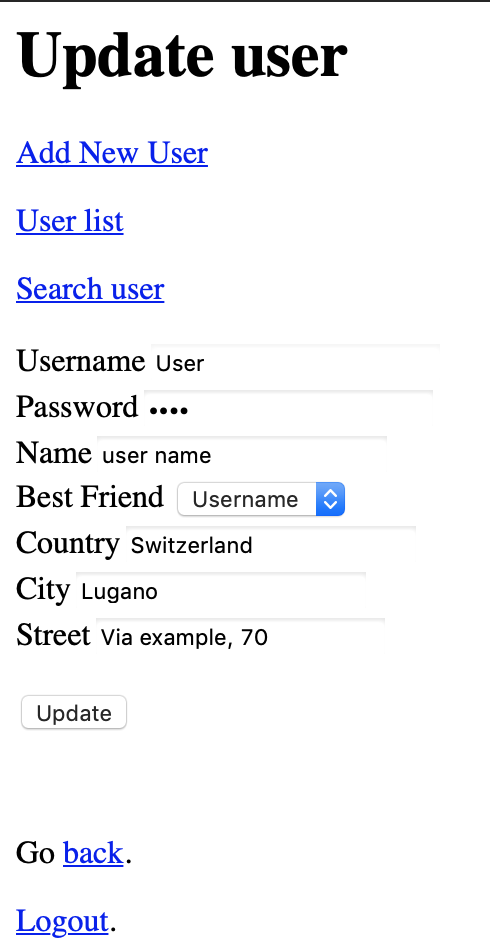 Update user
Add New User
User list
Search user
Username User
Password ••••
Name user name
Best Friend Username
Country Switzerland
City Lugano
Street Via example, 70
Update
Go back.
Logout.